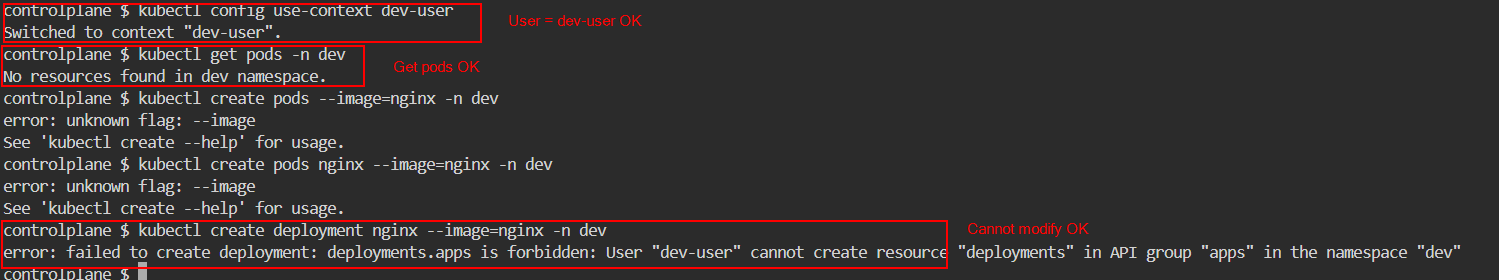 controlplane $ kubectl config use-context dev-user
User = dev-user OK
Switched to context "dev-user".
controlplane $ kubectl get pods -n dev
Get pods OK
No resources found in dev namespace.
controlplane $ kubectl create pods --image=nginx -n dev
error: unknown flag: --image
See 'kubectl create --help' for usage.
controlplane $ kubectl create pods nginx --image=nginx -n dev
error: unknown flag: --image
See 'kubectl create --help' for usage.
controlplane $ kubectl create deployment nginx --image=nginx -n dev
Cannot modify OK
error: failed to create deployment: deployments.apps is forbidden: User "dev-user" cannot create resource "deployments" in API group "apps" in the namespace "dev"
controlplane $